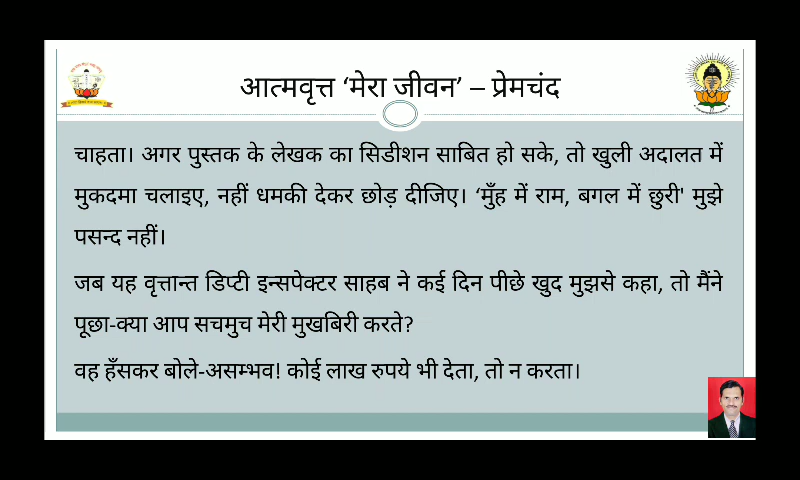 आत्मवृत्त ‘मेरा जीवन’ – प्रेमचंद
चाहता। अगर पुस्तक के लेखक का सिडीशन साबित हो सके, तो खुली अदालत में
मुकदमा चलाइए, नहीं धमकी देकर छोड़ दीजिए। ‘मुँह में राम, बगल में छुरी' मुझे
पसन्द नहीं।
जब यह वृत्तान्त डिप्टी इन्सपेक्टर साहब ने कई दिन पीछे खुद मुझसे कहा, तो मैंने
पूछा-क्या आप सचमुच मेरी मुखबिरी करते?
वह हँसकर बोले-असम्भव! कोई लाख रुपये भी देता, तो न करता।